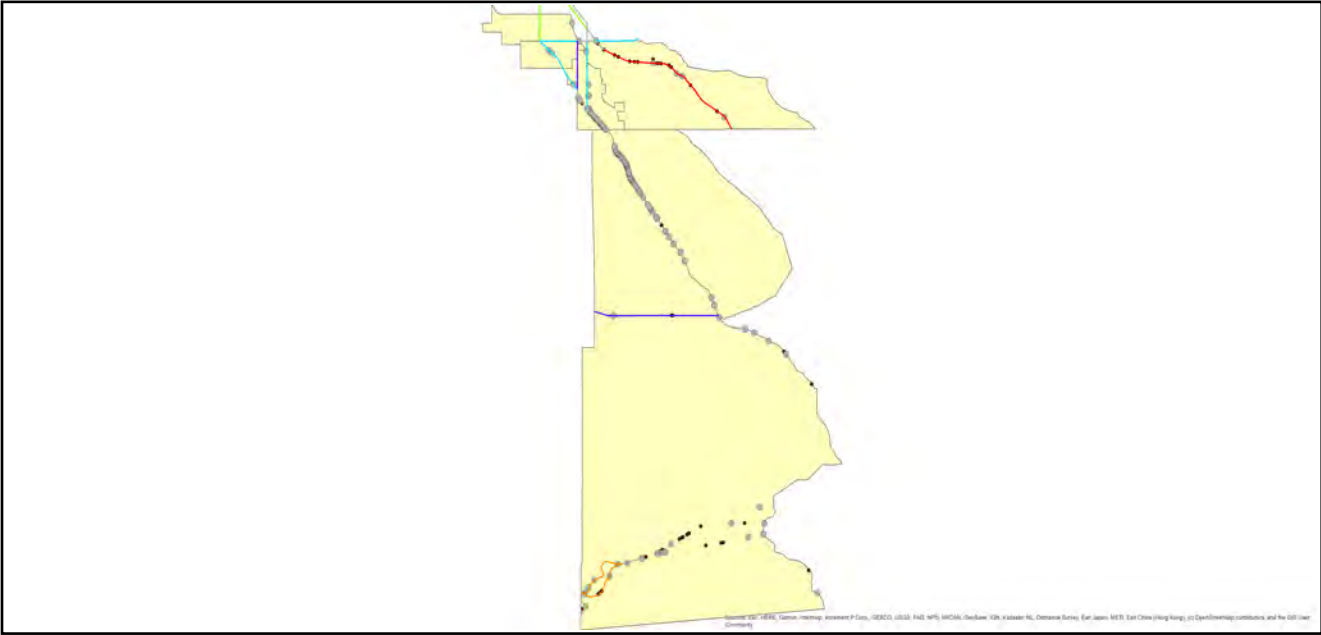 Sources: Esri, HERE, Garmin, Intermap, increment P Corp., GEBCO, USGS, FAO, NPS, NRCAN, GeoBase, IGN, Kadaster NL, Ordnance Survey, Esri Japan, METI, Esri China (Hong Kong), (c) OpenStreetMap contributors, and the GIS User
Community